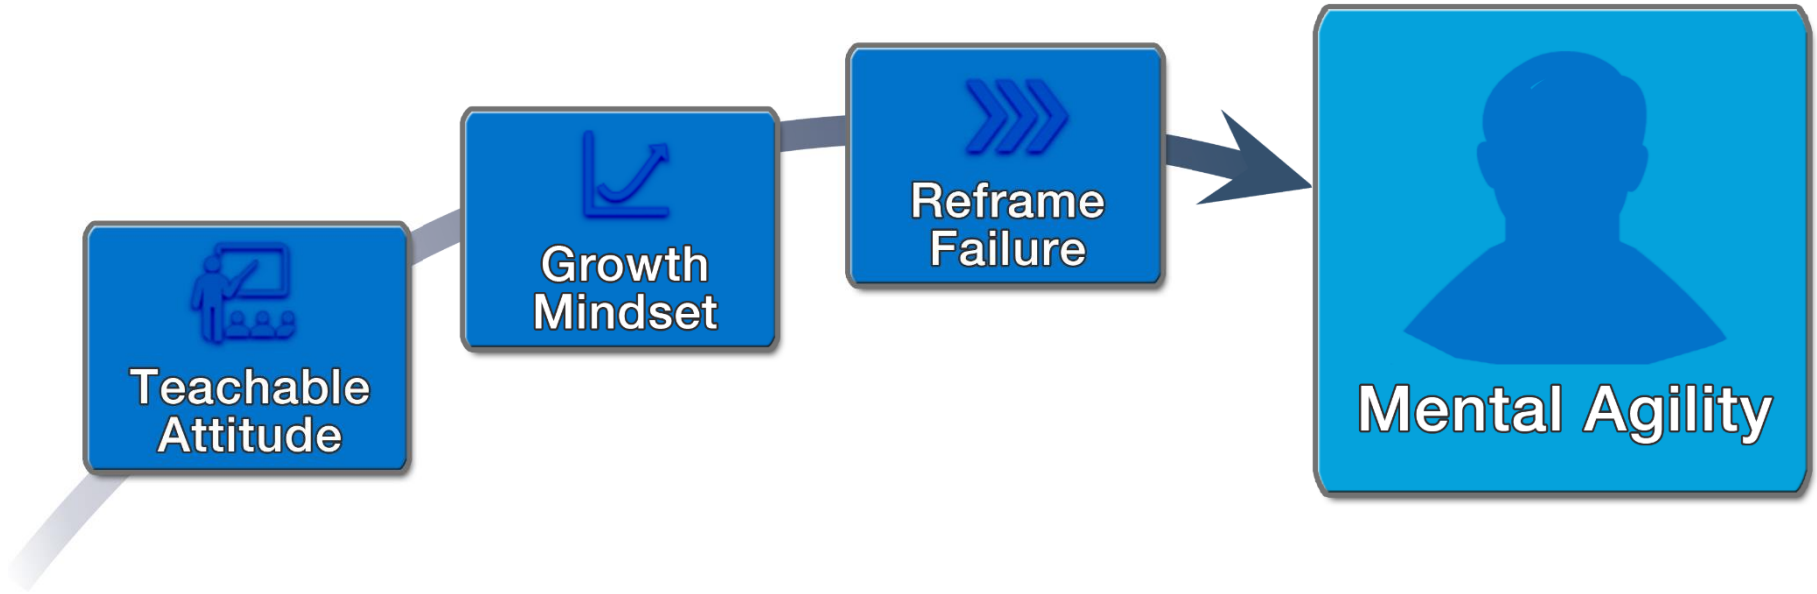 Teachable
Attitude
Growth
Mindset
Reframe
Failure
Mental Agility